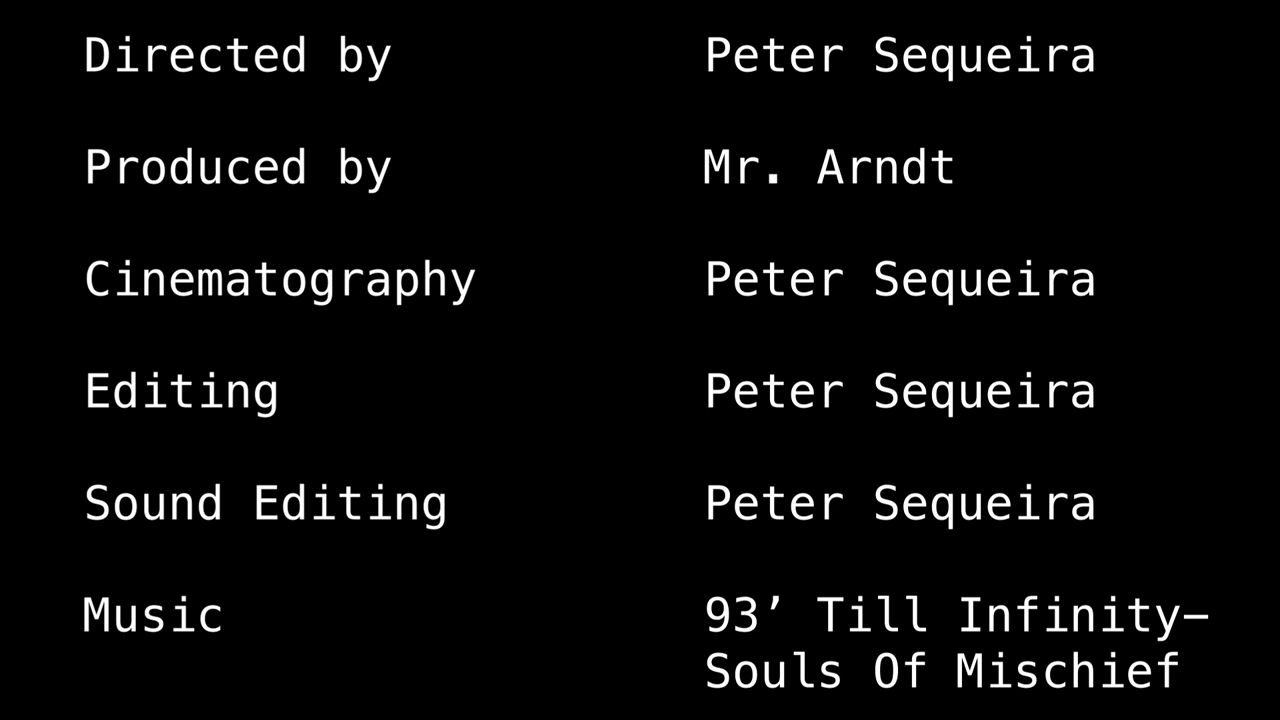 Directed by Peter Sequeira
Produced by Mr. Arndt
Cinematography Peter Sequeira
Editing Peter Sequeira
Sound Editing Peter Sequeira
Music 93’ Till Infinity–
Souls Of Mischief